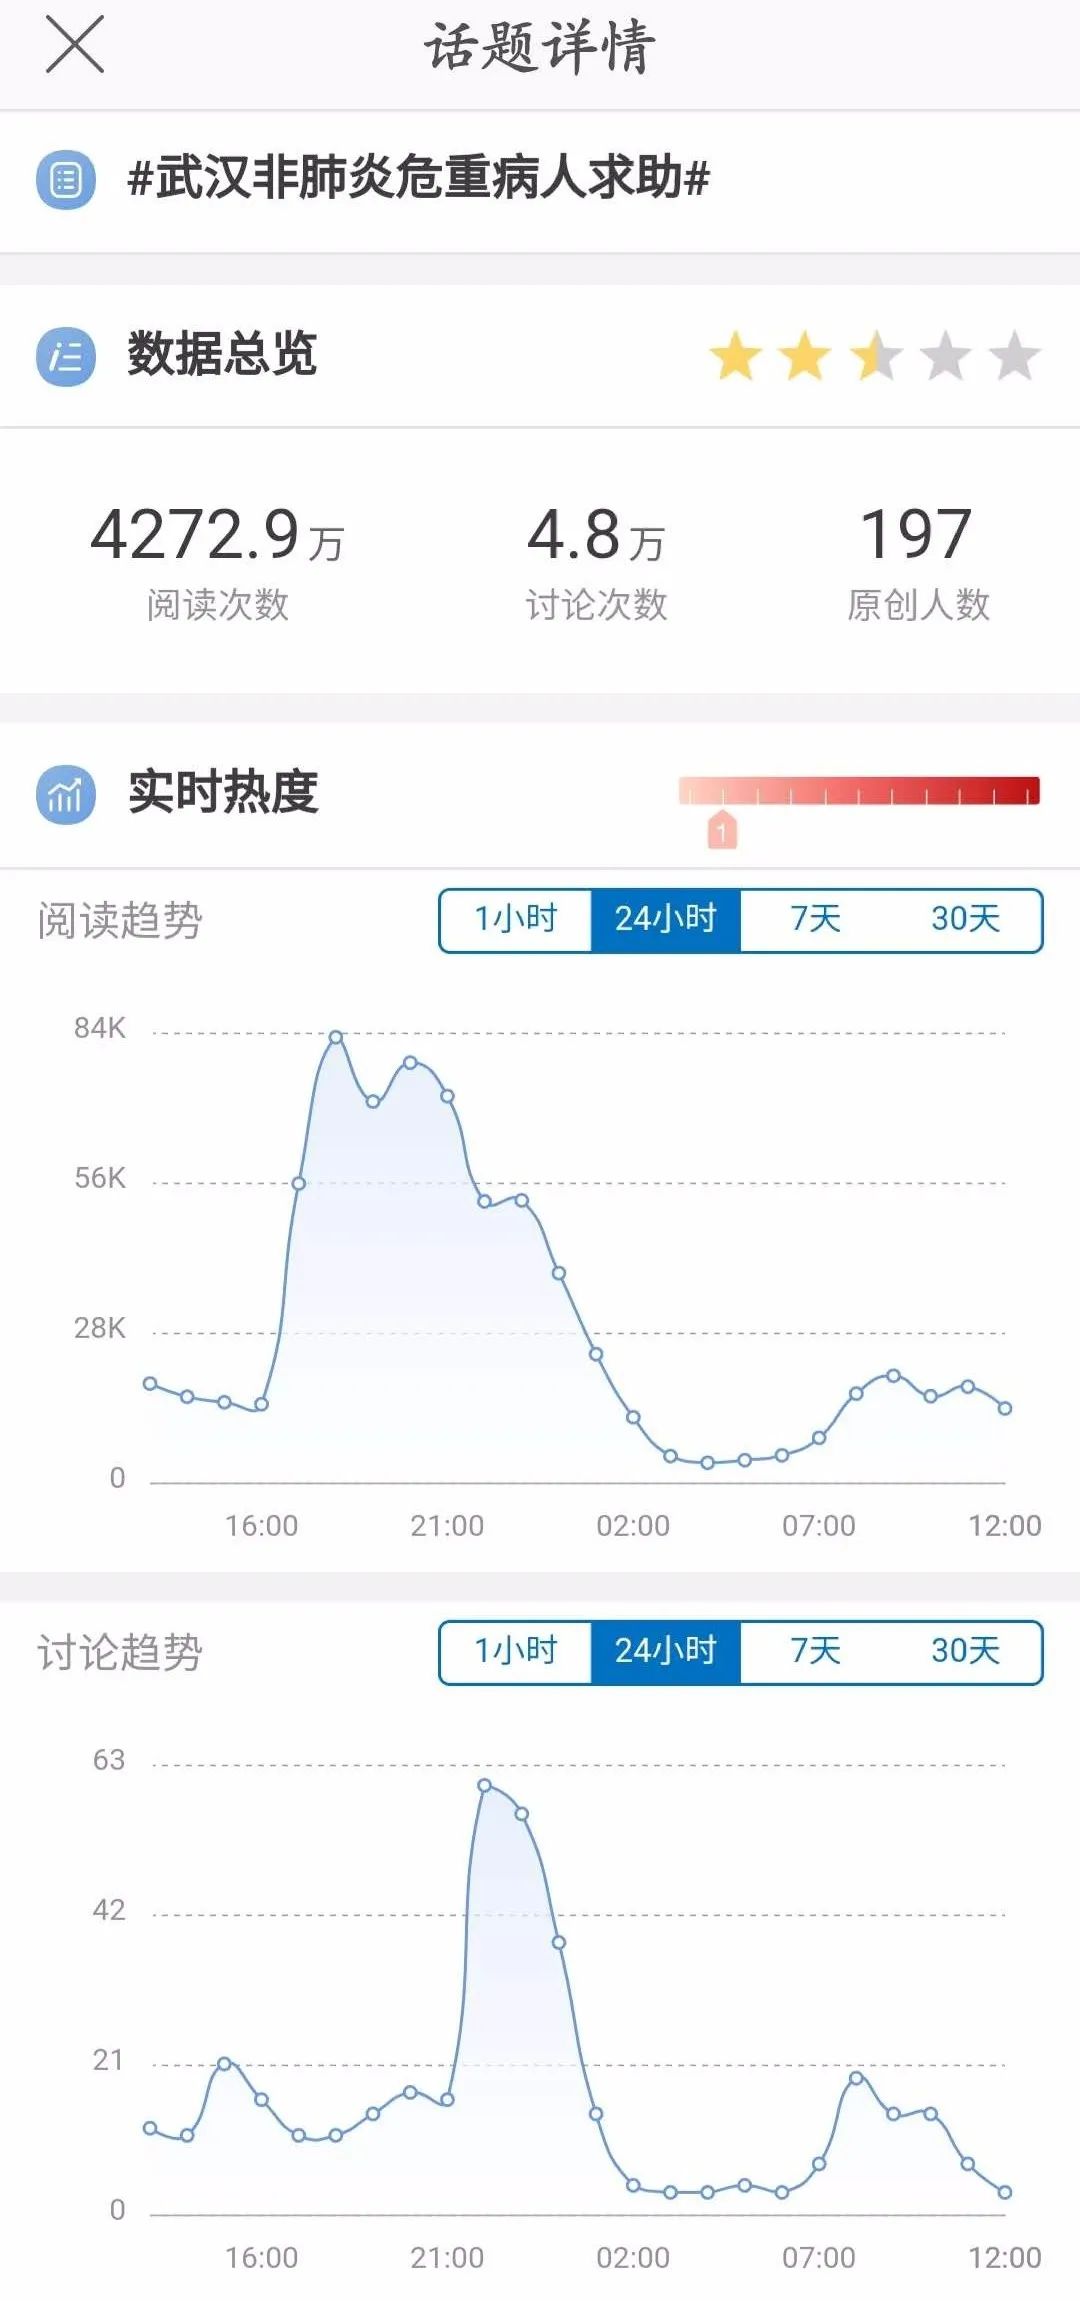 话题详情
#武汉非肺炎危重病人求助#
数据总览
4272.9万 4.8万 197
阅读次数 讨论次数 原创人数
实时热度
1
阅读趋势 1小时 24小时 7天 30天
84K
56K
28K
0
16:00 21:00 02:00 07:00 12:00
讨论趋势 1小时 24小时 7天 30天
63
42
21
0
16:00 21:00 02:00 07:00 12:00